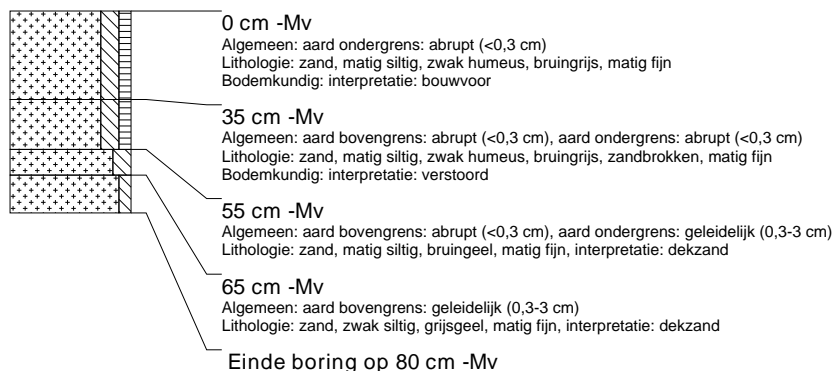 0 cm -Mv
Algemeen: aard ondergrens: abrupt (<0,3 cm)
Lithologie: zand, matig siltig, zwak humeus, bruingrijs, matig fijn
Bodemkundig: interpretatie: bouwvoor
35 cm -Mv
Algemeen: aard bovengrens: abrupt (<0,3 cm), aard ondergrens: abrupt (<0,3 cm)
Lithologie: zand, matig siltig, zwak humeus, bruingrijs, zandbrokken, matig fijn
Bodemkundig: interpretatie: verstoord
55 cm -Mv
Algemeen: aard bovengrens: abrupt (<0,3 cm), aard ondergrens: geleidelijk (0,3-3 cm)
Lithologie: zand, matig siltig, bruingeel, matig fijn, interpretatie: dekzand
65 cm -Mv
Algemeen: aard bovengrens: geleidelijk (0,3-3 cm)
Lithologie: zand, zwak siltig, grijsgeel, matig fijn, interpretatie: dekzand
Einde boring op 80 cm -Mv